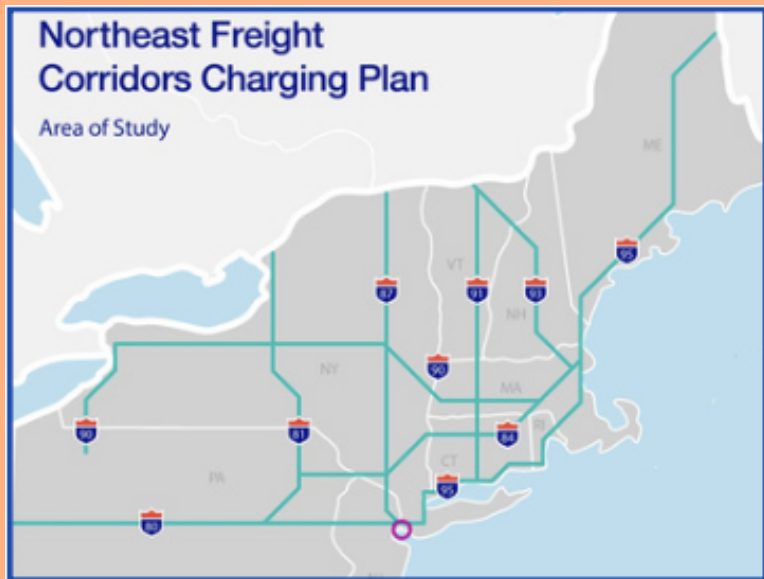 Northeast Freight
Corridors Charging Plan
Area of Study
ME
95
VT
87
91
93
NH
NY
90
MA
90
81
84
RI
CT
PA
95
80